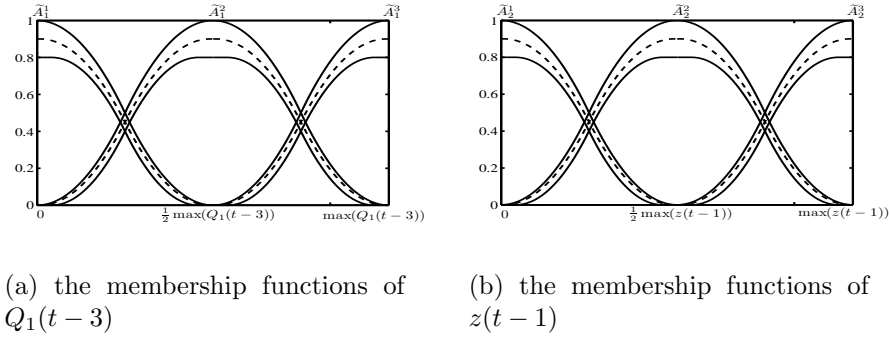 Ã₁¹ Ã₁² Ã₁³
1
0.8
0.6
0.4
0.2
0
0 ½ max(Q₁(t − 3)) max(Q₁(t − 3))
Ã₂¹ Ã₂² Ã₂³
1
0.8
0.6
0.4
0.2
0
0 ½ max(z(t − 1)) max(z(t − 1))
(a) the membership functions of
Q₁(t − 3)
(b) the membership functions of
z(t − 1)